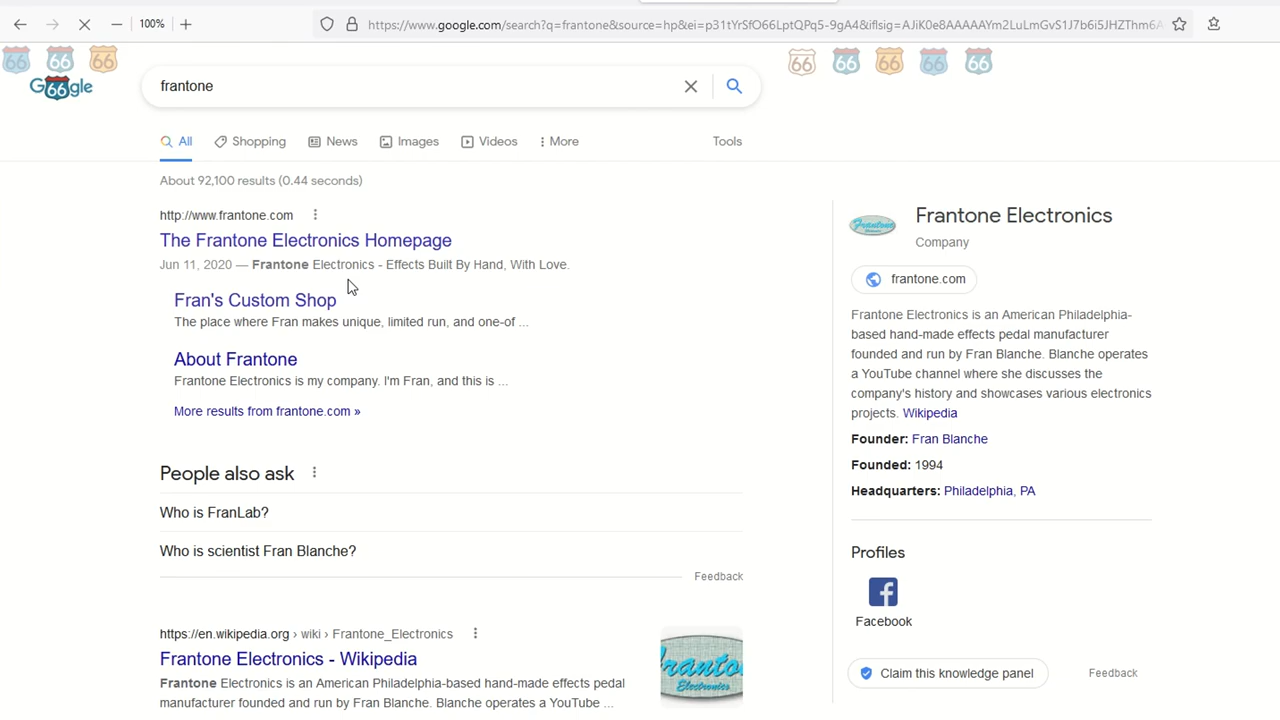 100%
https://www.google.com/search?q=frantone&source=hp&ei=p31tYrSfO66LptQPq5-9gA4&iflsig=AJiK0e8AAAAAYm2LuLmGvS1J7b6i5JHZThm6A
66 66 66
66 66 66 66 66
G66gle
frantone
All Shopping News Images Videos More Tools
About 92,100 results (0.44 seconds)
http://www.frantone.com
The Frantone Electronics Homepage
Jun 11, 2020 — Frantone Electronics - Effects Built By Hand, With Love.
Fran's Custom Shop
The place where Fran makes unique, limited run, and one-of ...
About Frantone
Frantone Electronics is my company. I'm Fran, and this is ...
More results from frantone.com »
People also ask
Who is FranLab?
Who is scientist Fran Blanche?
Feedback
https://en.wikipedia.org › wiki › Frantone_Electronics
Frantone Electronics - Wikipedia
Frantone Electronics is an American Philadelphia-based hand-made effects pedal
manufacturer founded and run by Fran Blanche. Blanche operates a YouTube ...
Franto
Electronics
Frantone
Frantone Electronics
Company
frantone.com
Frantone Electronics is an American Philadelphia-
based hand-made effects pedal manufacturer
founded and run by Fran Blanche. Blanche operates
a YouTube channel where she discusses the
company's history and showcases various electronics
projects. Wikipedia
Founder: Fran Blanche
Founded: 1994
Headquarters: Philadelphia, PA
Profiles
Facebook
Claim this knowledge panel
Feedback